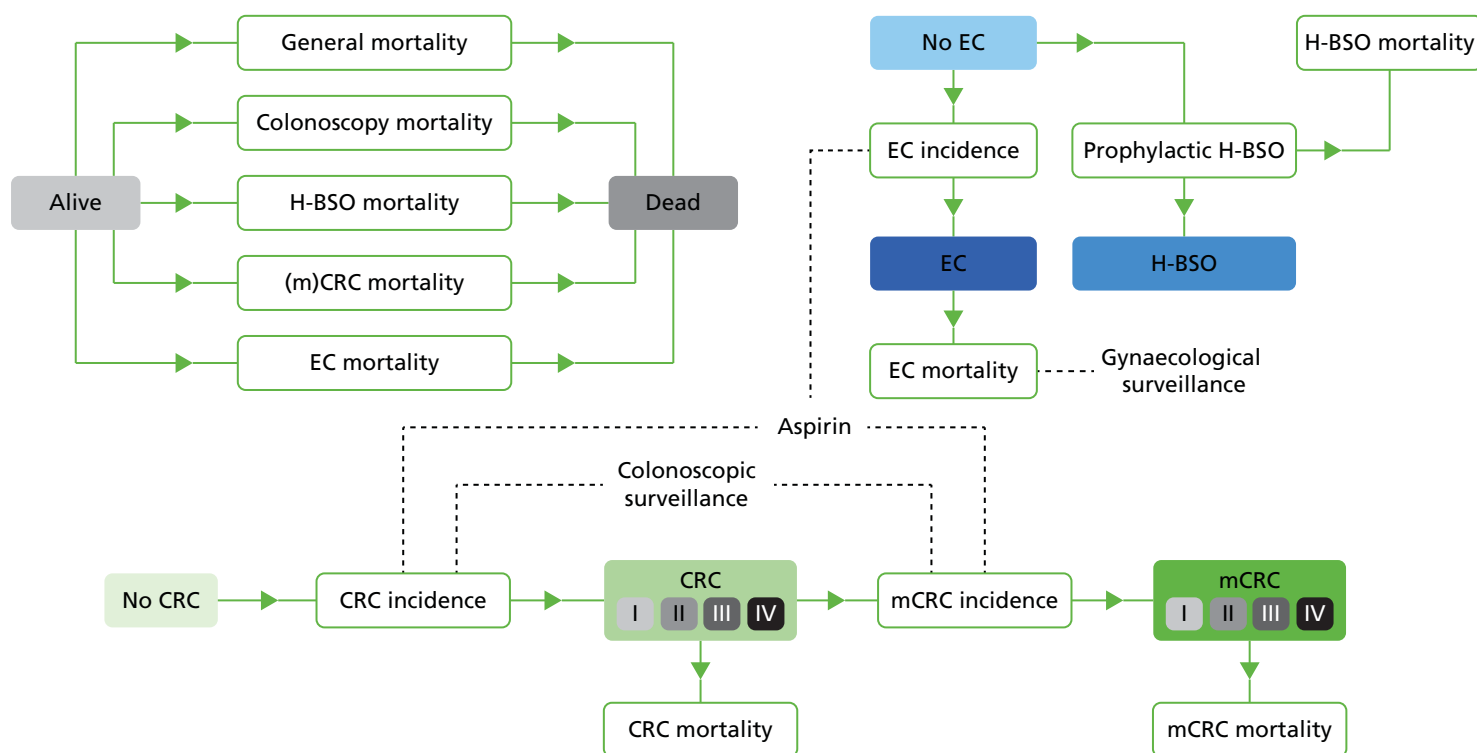 General mortality
Colonoscopy mortality
Alive
H-BSO mortality
Dead
(m)CRC mortality
EC mortality
No EC
H-BSO mortality
EC incidence
Prophylactic H-BSO
EC
H-BSO
EC mortality
Gynaecological
surveillance
Aspirin
Colonoscopic
surveillance
No CRC
CRC incidence
CRC
I II III IV
mCRC incidence
mCRC
I II III IV
CRC mortality
mCRC mortality